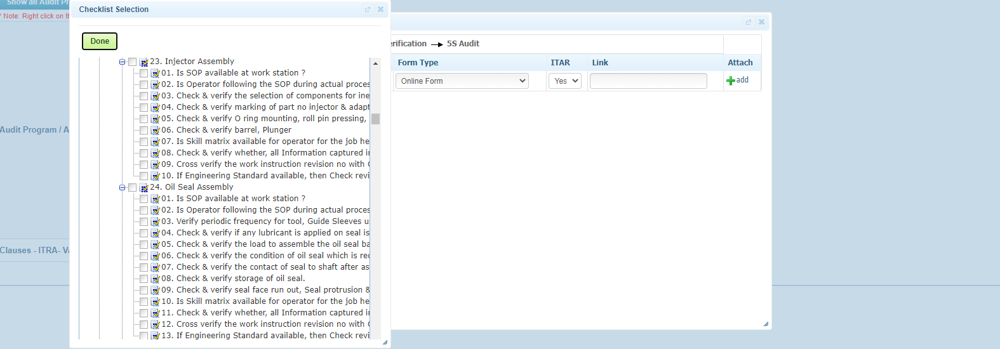 Show all Audit Pr
* Note: Right click on th
Audit Program / A
Clauses - ITRA- Va
Checklist Selection
Done
23. Injector Assembly
01. Is SOP available at work station ?
02. Is Operator following the SOP during actual proces
03. Check & verify the selection of components for ine
04. Check & verify marking of part no injector & adapt
05. Check & verify O ring mounting, roll pin pressing,
06. Check & verify barrel, Plunger
07. Is Skill matrix available for operator for the job he
08. Check & verify whether, all Information captured in
09. Cross verify the work instruction revision no with C
10. If Engineering Standard available, then Check revi
24. Oil Seal Assembly
01. Is SOP available at work station ?
02. Is Operator following the SOP during actual proces
03. Verify periodic frequency for tool, Guide Sleeves us
04. Check & verify if any lubricant is applied on seal is
05. Check & verify the load to assemble the oil seal ba
06. Check & verify the condition of oil seal which is rec
07. Check & verify the contact of seal to shaft after as
08. Check & verify storage of oil seal.
09. Check & verify seal face run out, Seal protrusion &
10. Is Skill matrix available for operator for the job he
11. Check & verify whether, all Information captured in
12. Cross verify the work instruction revision no with C
13. If Engineering Standard available, then Check revi
erification → 5S Audit
Form Type ITAR Link Attach
Online Form Yes add